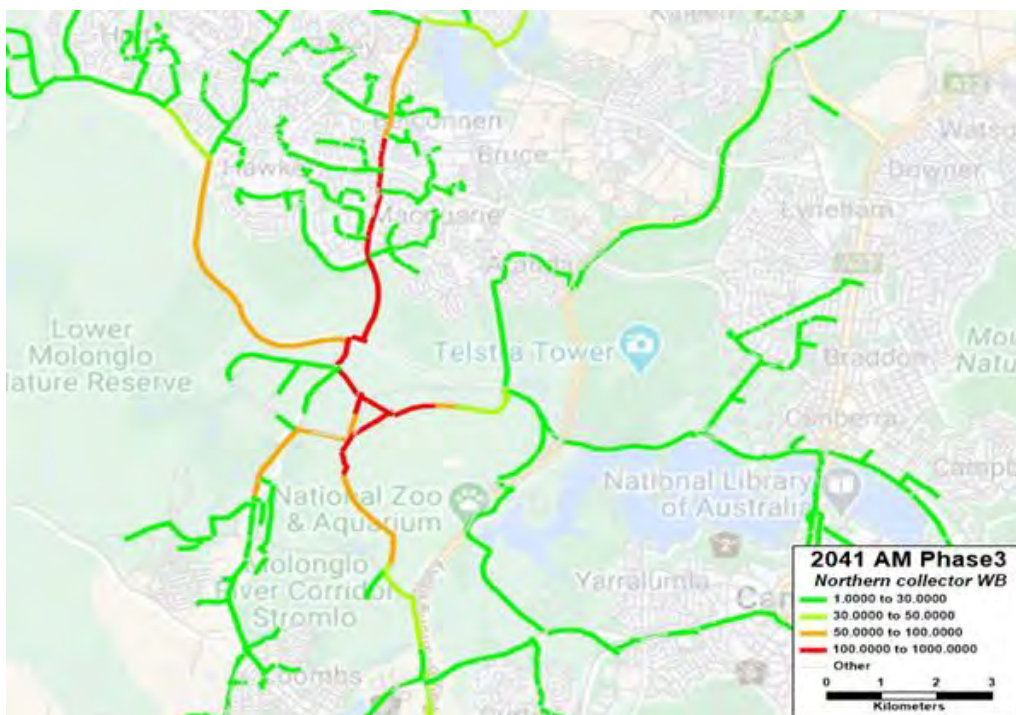 Belconnen
Bruce
Macquarie
Aranda
Lyneham
Downer
Braddon
Canberra
Lower
Molonglo
Nature Reserve
Telstra Tower
National Zoo
& Aquarium
National Library
of Australia
Molonglo
River Corridor
Stromlo
Yarralumla
Coombs
2041 AM Phase3
Northern collector WB
1.0000 to 30.0000
30.0000 to 50.0000
50.0000 to 100.0000
100.0000 to 1000.0000
Other
0 1 2 3
Kilometers